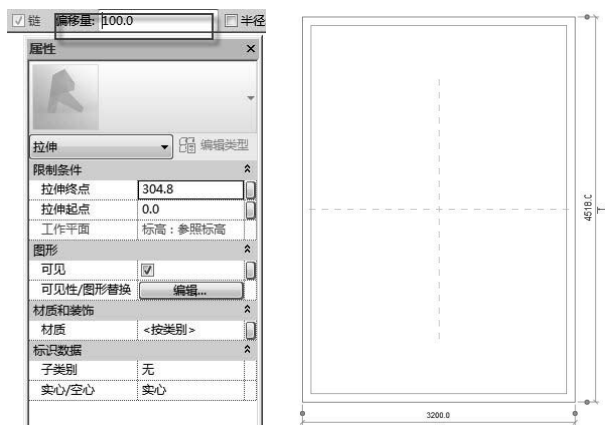 链 偏移量: 100.0 半径
属性
拉伸 编辑类型
限制条件
拉伸终点 304.8
拉伸起点 0.0
工作平面 标高 : 参照标高
图形
可见
可见性/图形替换 编辑...
材质和装饰
材质 <按类别>
标识数据
子类别 无
实心/空心 实心
4518.0
3200.0